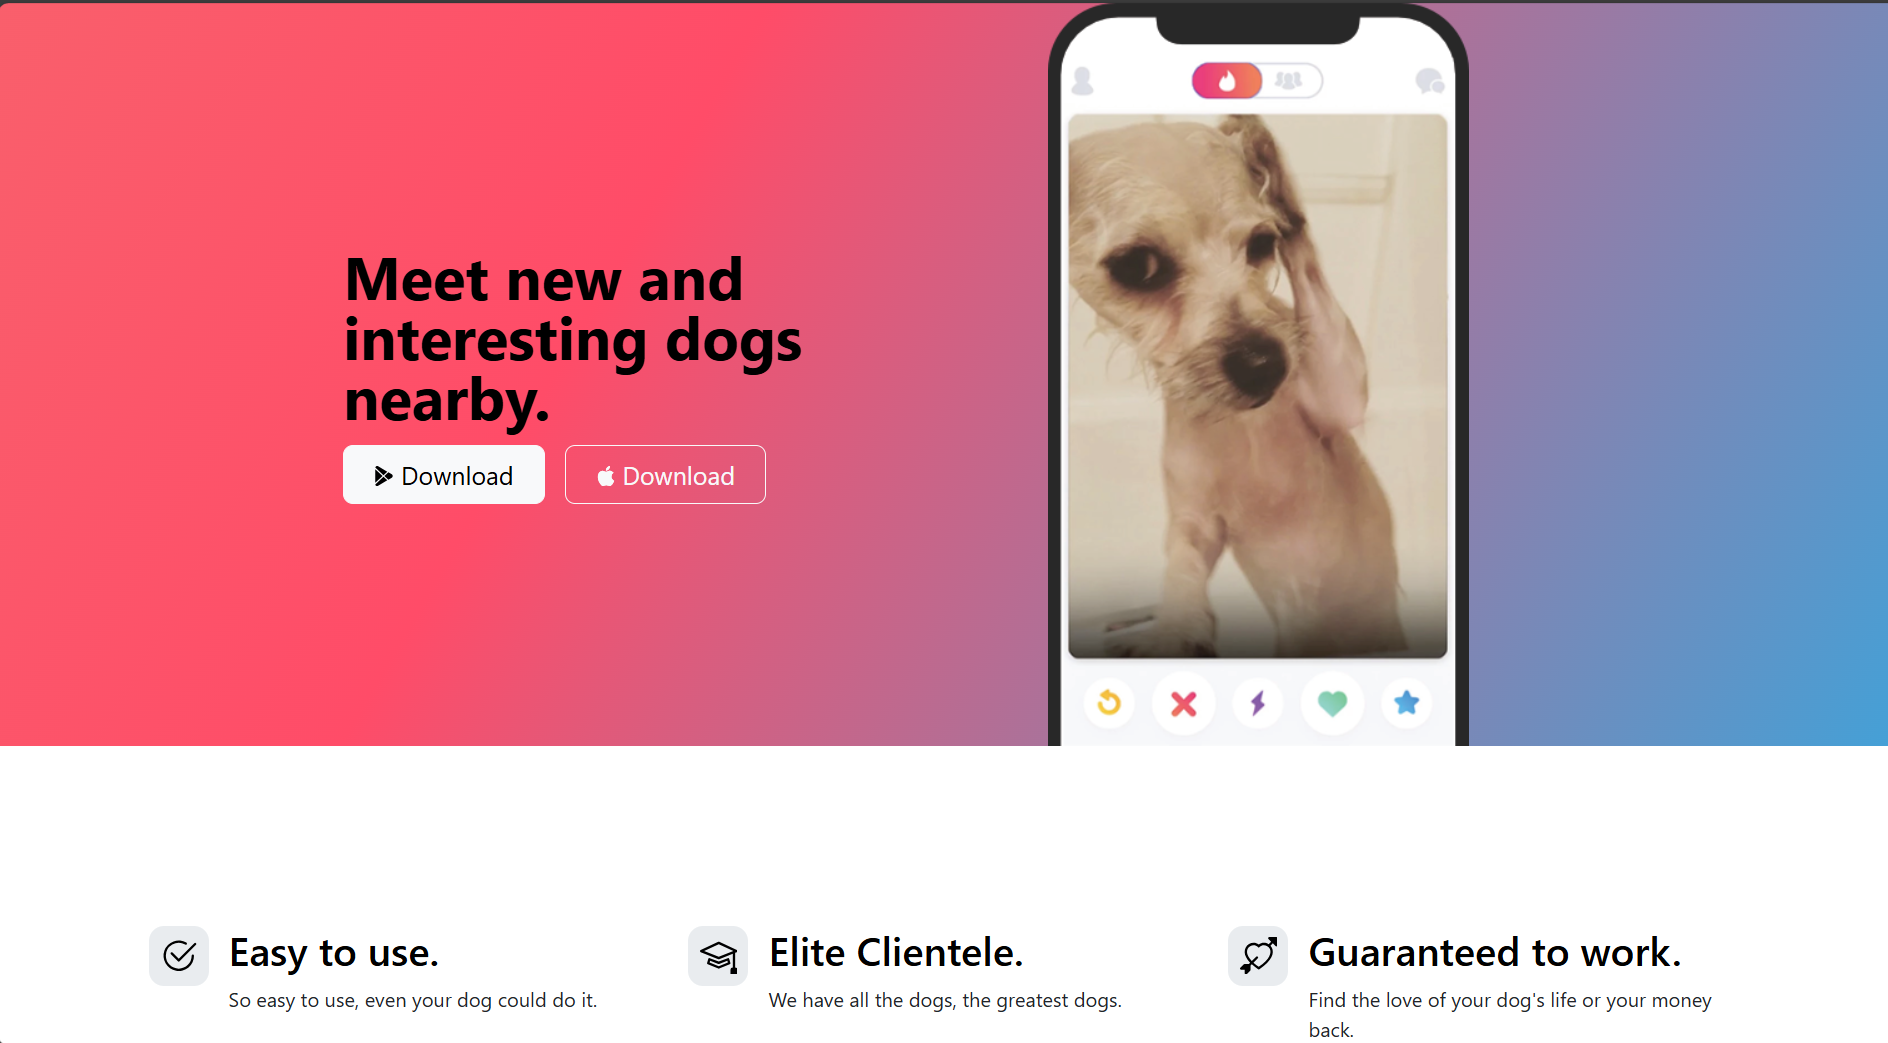 Meet new and
interesting dogs
nearby.
Download
Download
Easy to use.
So easy to use, even your dog could do it.
Elite Clientele.
We have all the dogs, the greatest dogs.
Guaranteed to work.
Find the love of your dog's life or your money
back.